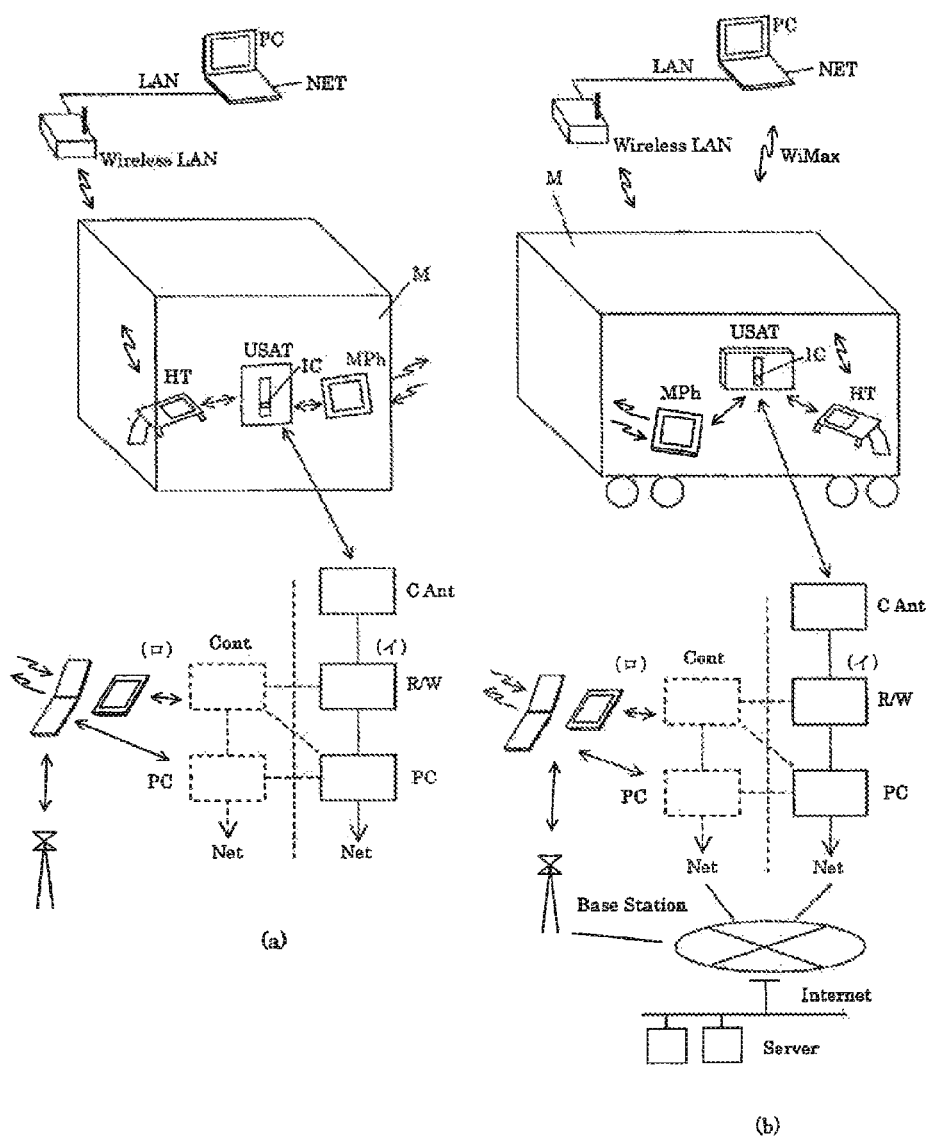 PC
LAN
NET
Wireless LAN
M
USAT
IC
MPh
HT
C Ant
(ロ)
Cont
(イ)
R/W
PC
PC
Net
Net
(a)
PC
LAN
NET
Wireless LAN
WiMax
M
USAT
IC
MPh
HT
C Ant
(ロ)
Cont
(イ)
R/W
PC
PC
Net
Net
Base Station
Internet
Server
(b)